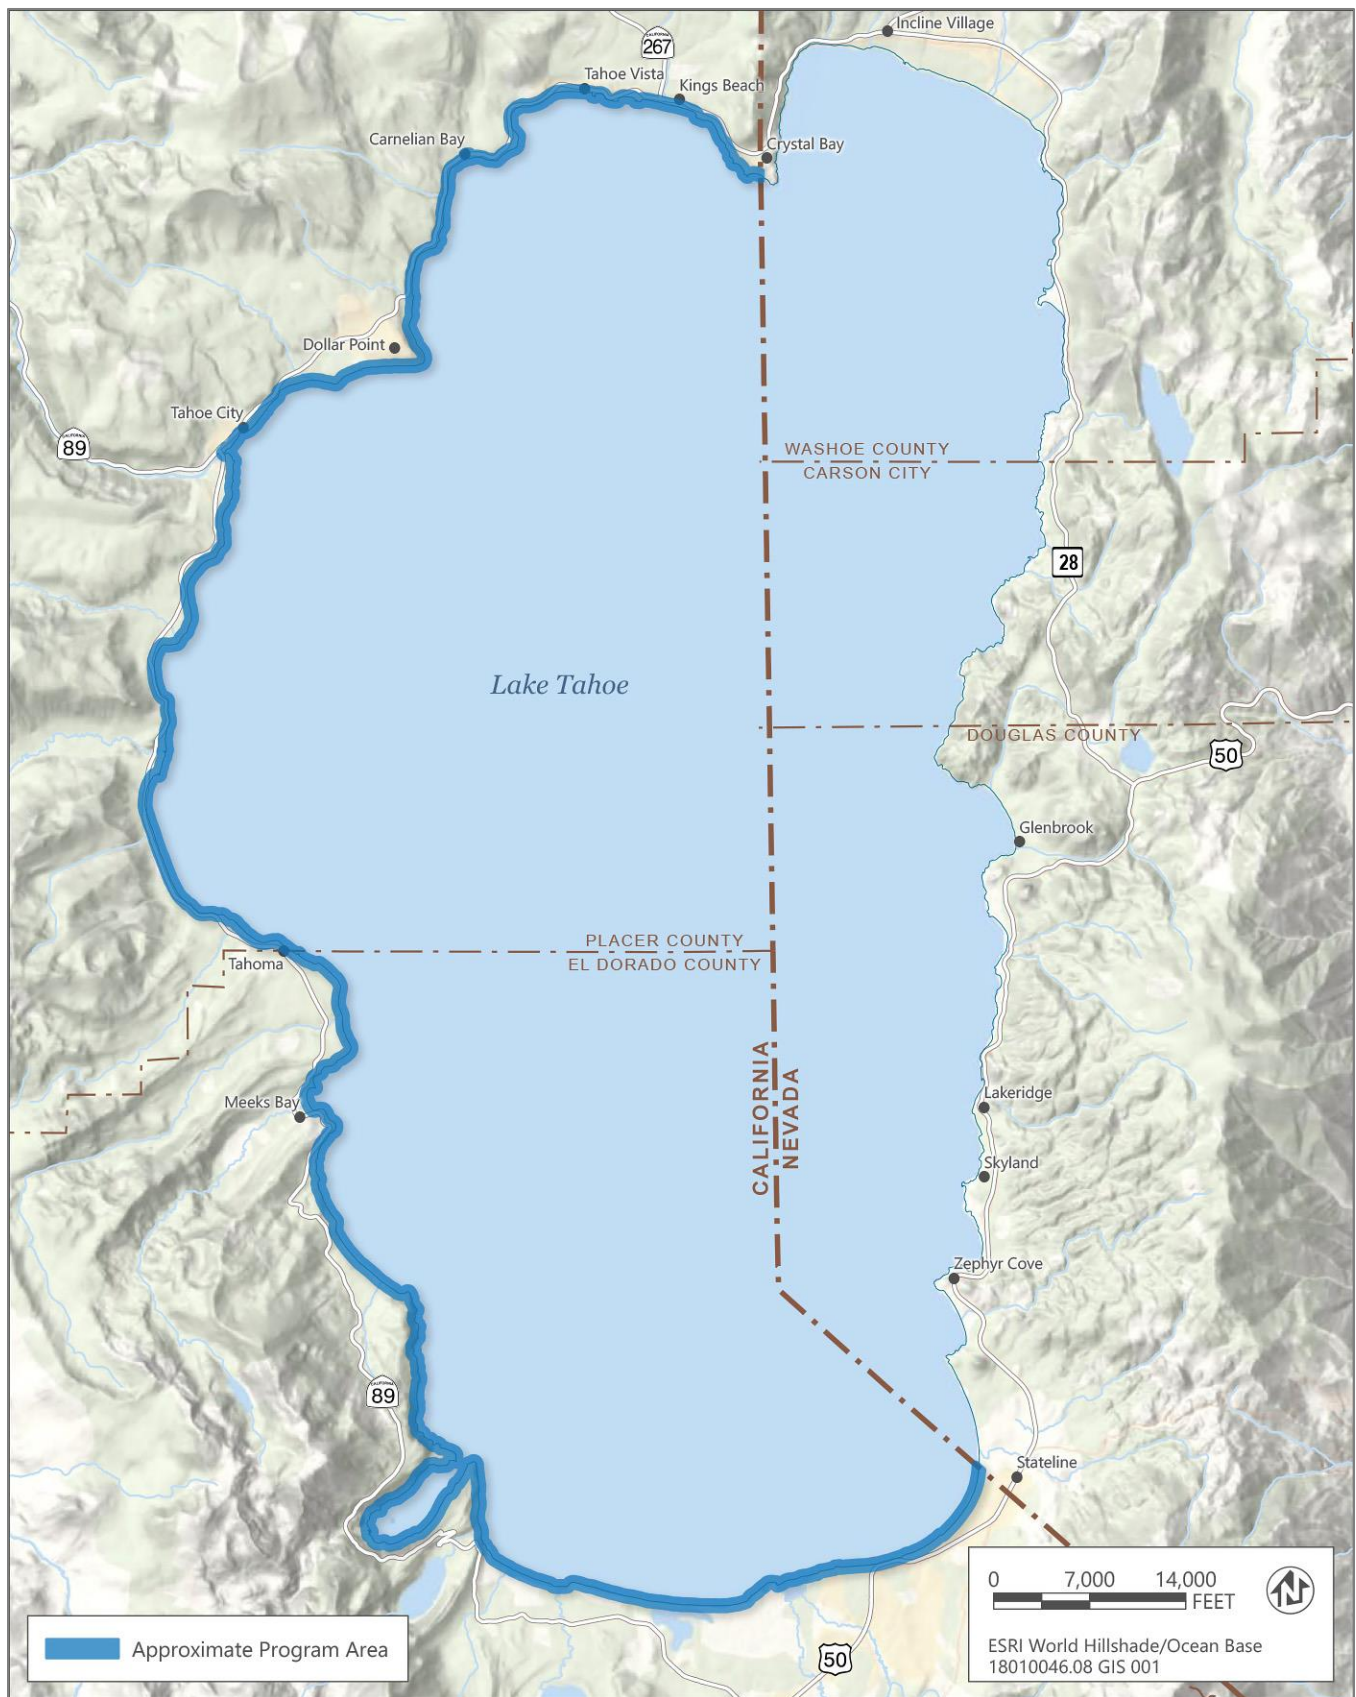 Incline Village
CALIFORNIA
267
Tahoe Vista
Kings Beach
Carnelian Bay
Crystal Bay
Dollar Point
Tahoe City
CALIFORNIA
89
WASHOE COUNTY
CARSON CITY
28
Lake Tahoe
DOUGLAS COUNTY
50
Glenbrook
PLACER COUNTY
EL DORADO COUNTY
Tahoma
CALIFORNIA
NEVADA
Meeks Bay
Lakeridge
Skyland
Zephyr Cove
CALIFORNIA
89
Stateline
50
Approximate Program Area
0 7,000 14,000
FEET
N
ESRI World Hillshade/Ocean Base
18010046.08 GIS 001